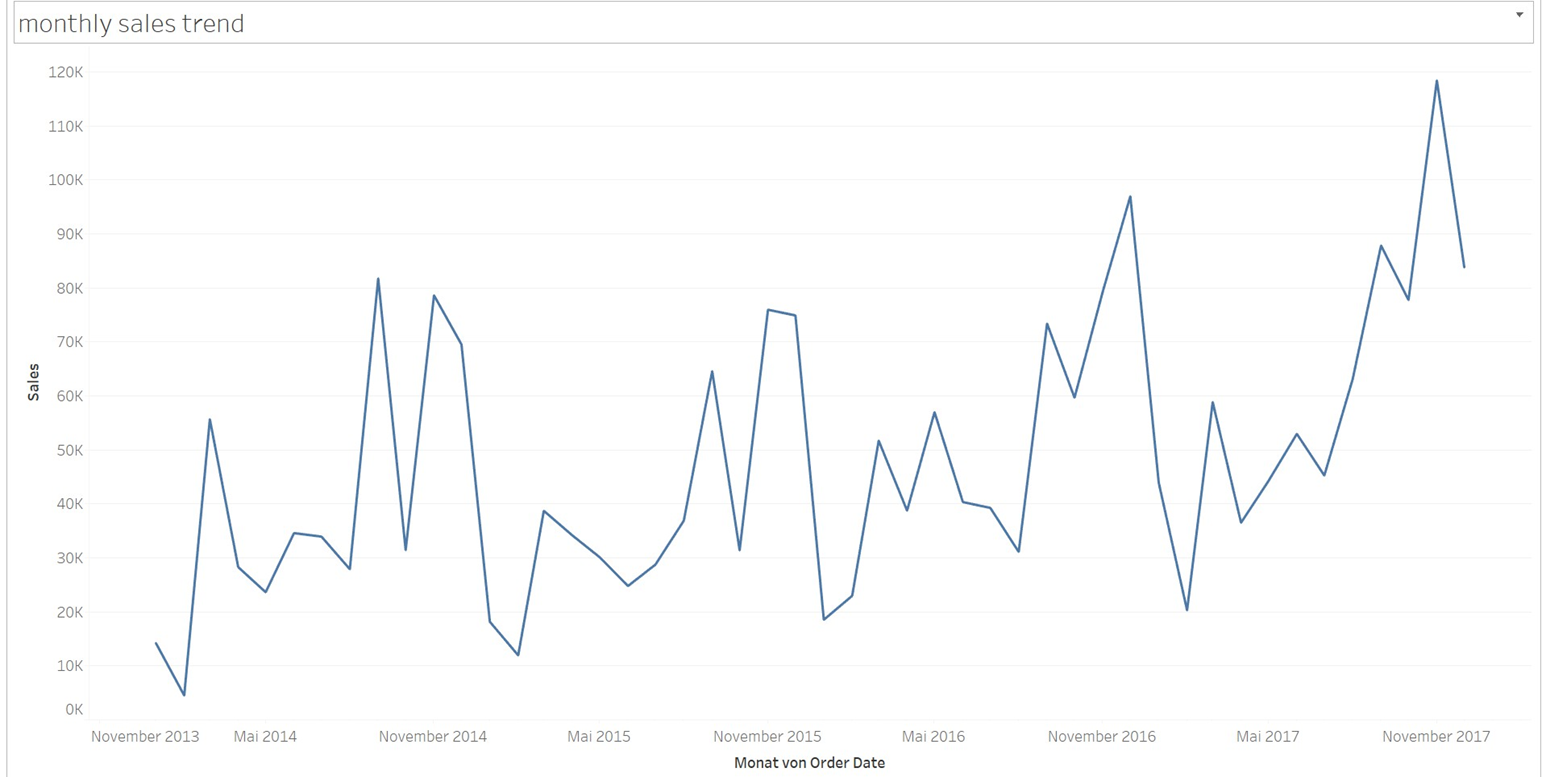 monthly sales trend
120K
110K
100K
90K
80K
70K
60K
50K
40K
30K
20K
10K
0K
Sales
November 2013 Mai 2014 November 2014 Mai 2015 November 2015 Mai 2016 November 2016 Mai 2017 November 2017
Monat von Order Date